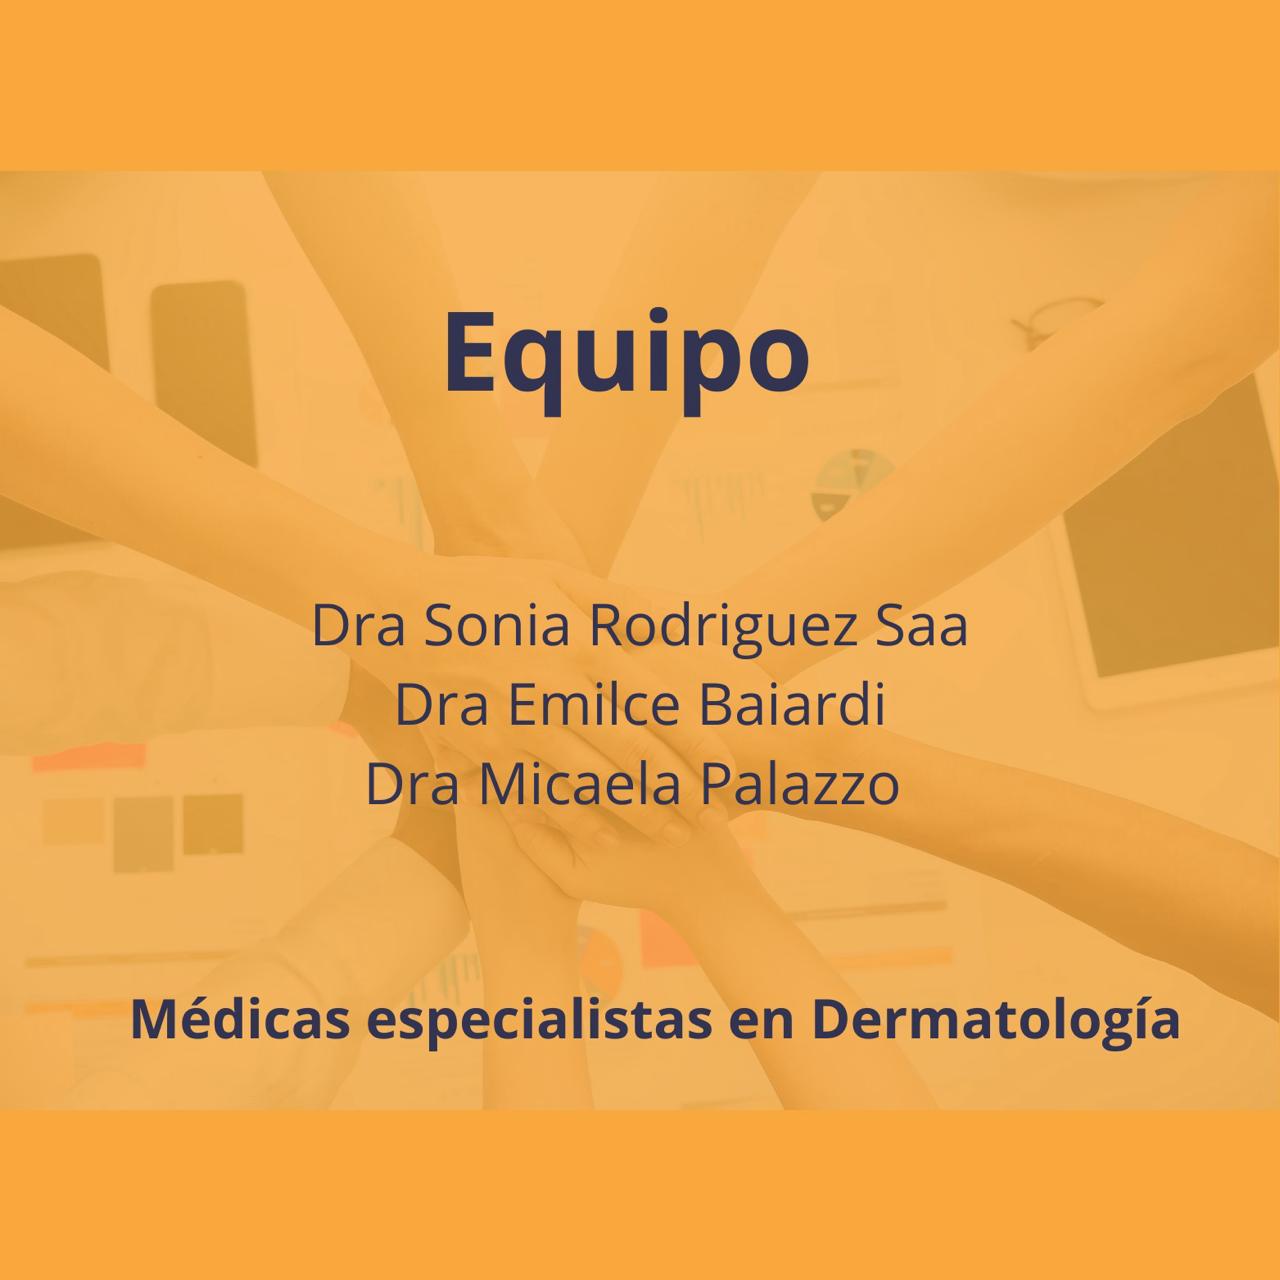 Equipo
Dra Sonia Rodriguez Saa
Dra Emilce Baiardi
Dra Micaela Palazzo
Médicas especialistas en Dermatología